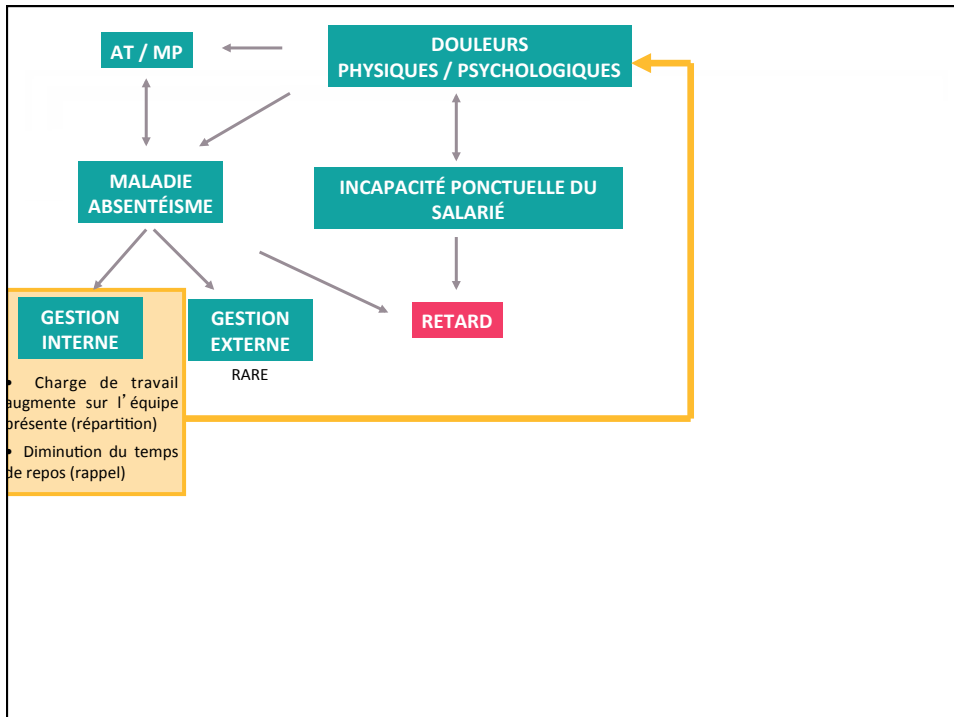 AT / MP
DOULEURS
PHYSIQUES / PSYCHOLOGIQUES
MALADIE
ABSENTÉISME
INCAPACITÉ PONCTUELLE DU
SALARIÉ
GESTION
INTERNE
GESTION
EXTERNE
RARE
RETARD
• Charge de travail
augmente sur l'équipe
présente (répartition)
• Diminution du temps
de repos (rappel)